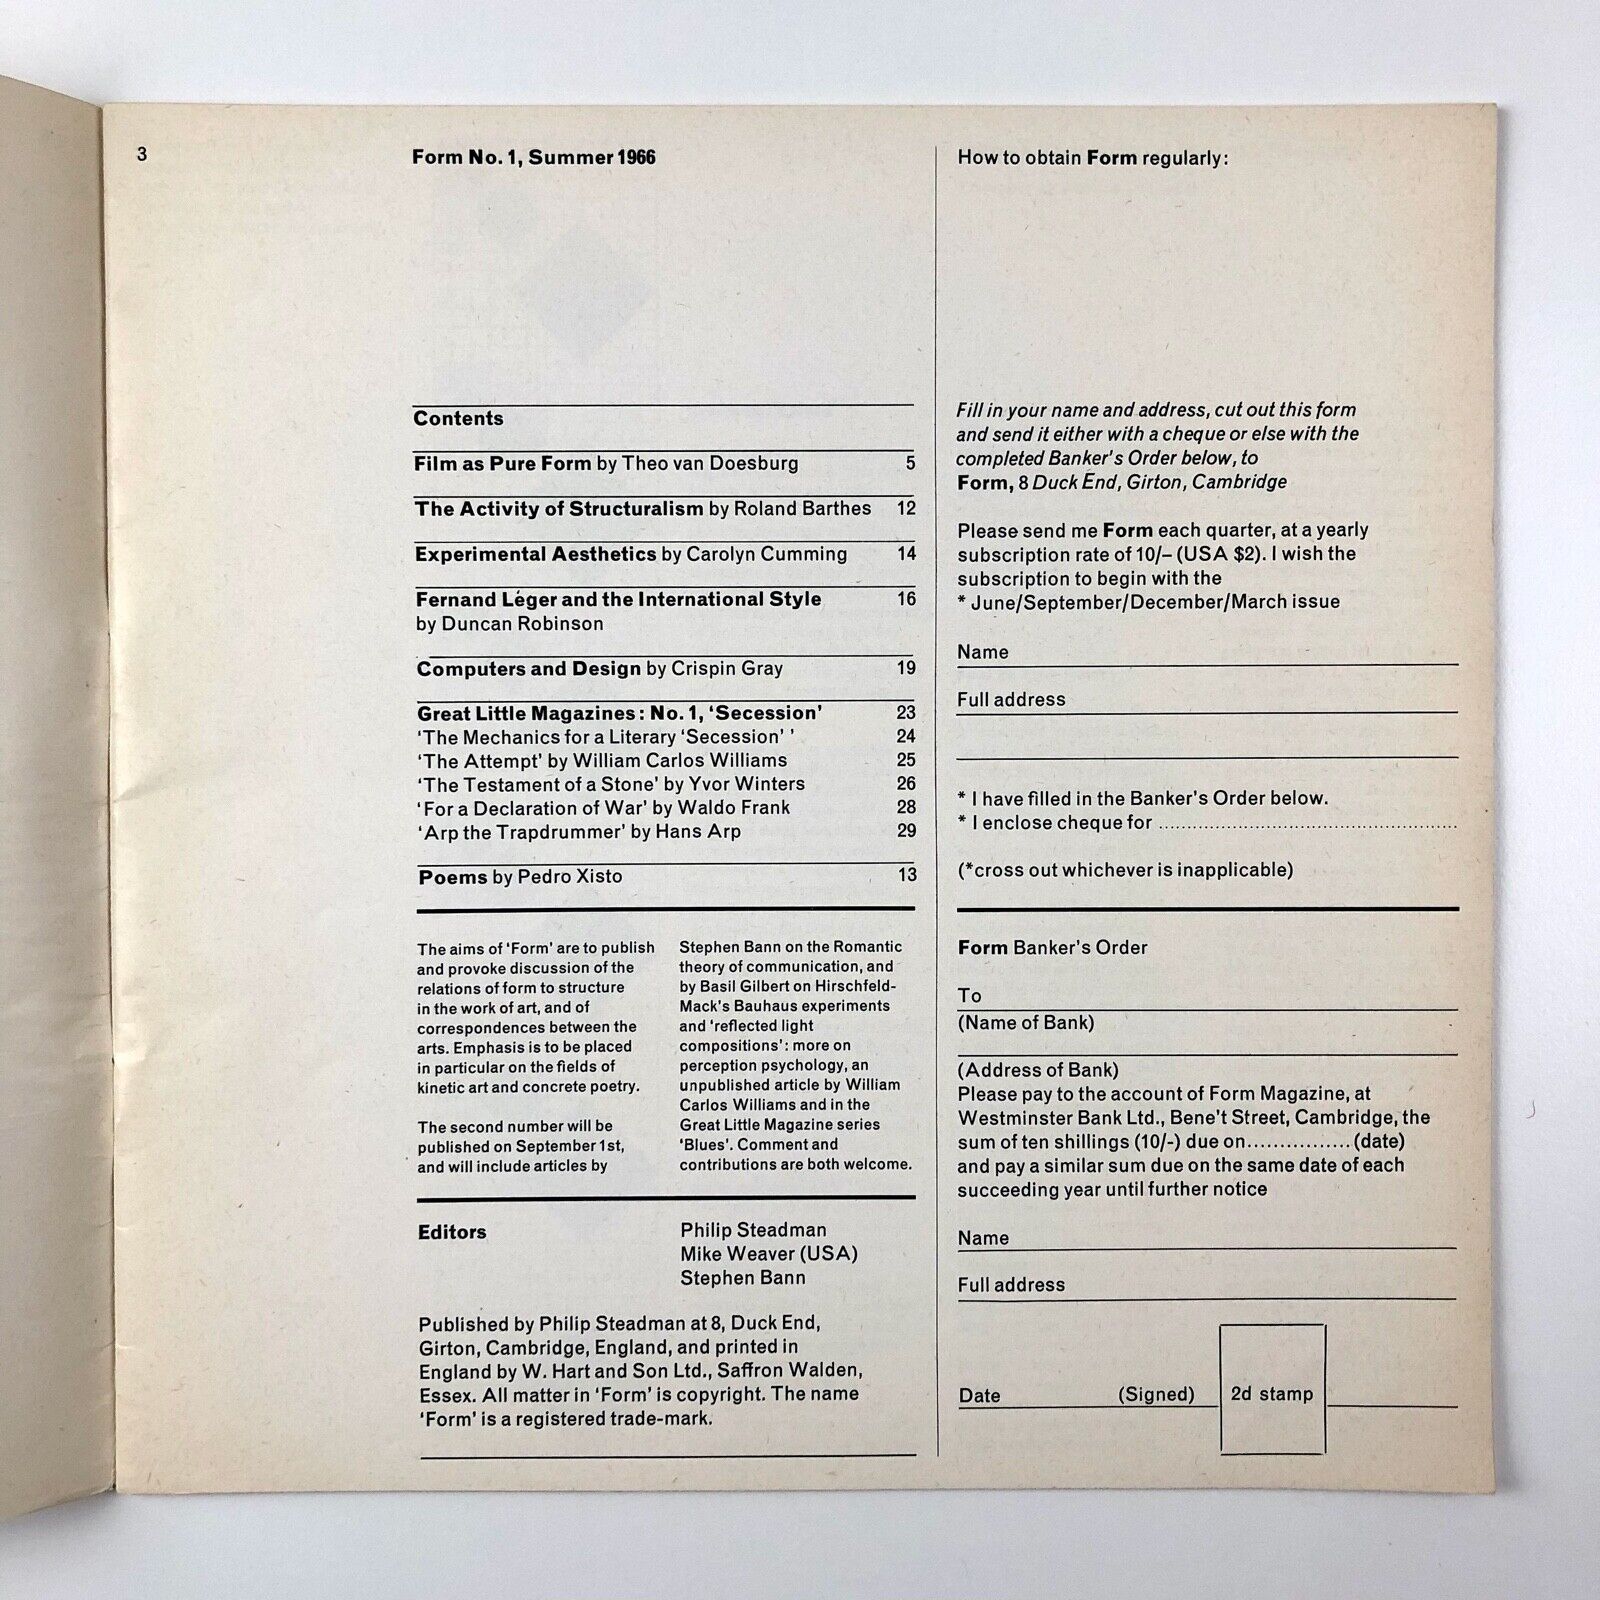 3
Form No. 1, Summer 1966
Contents
Film as Pure Form by Theo van Doesburg 5
The Activity of Structuralism by Roland Barthes 12
Experimental Aesthetics by Carolyn Cumming 14
Fernand Léger and the International Style 16
by Duncan Robinson
Computers and Design by Crispin Gray 19
Great Little Magazines: No. 1, ‘Secession’ 23
‘The Mechanics for a Literary ‘Secession’ ’ 24
‘The Attempt’ by William Carlos Williams 25
‘The Testament of a Stone’ by Yvor Winters 26
‘For a Declaration of War’ by Waldo Frank 28
‘Arp the Trapdrummer’ by Hans Arp 29
Poems by Pedro Xisto 13
The aims of ‘Form’ are to publish
and provoke discussion of the
relations of form to structure
in the work of art, and of
correspondences between the
arts. Emphasis is to be placed
in particular on the fields of
kinetic art and concrete poetry.
The second number will be
published on September 1st,
and will include articles by
Stephen Bann on the Romantic
theory of communication, and
by Basil Gilbert on Hirschfeld-
Mack’s Bauhaus experiments
and ‘reflected light
compositions’: more on
perception psychology, an
unpublished article by William
Carlos Williams and in the
Great Little Magazine series
‘Blues’. Comment and
contributions are both welcome.
Editors
Philip Steadman
Mike Weaver (USA)
Stephen Bann
Published by Philip Steadman at 8, Duck End,
Girton, Cambridge, England, and printed in
England by W. Hart and Son Ltd., Saffron Walden,
Essex. All matter in ‘Form’ is copyright. The name
‘Form’ is a registered trade-mark.
How to obtain Form regularly:
Fill in your name and address, cut out this form
and send it either with a cheque or else with the
completed Banker’s Order below, to
Form, 8 Duck End, Girton, Cambridge
Please send me Form each quarter, at a yearly
subscription rate of 10/– (USA $2). I wish the
subscription to begin with the
* June/September/December/March issue
Name
Full address
* I have filled in the Banker’s Order below.
* I enclose cheque for ....................................................
(*cross out whichever is inapplicable)
Form Banker’s Order
To
(Name of Bank)
(Address of Bank)
Please pay to the account of Form Magazine, at
Westminster Bank Ltd., Bene’t Street, Cambridge, the
sum of ten shillings (10/-) due on.................(date)
and pay a similar sum due on the same date of each
succeeding year until further notice
Name
Full address
Date (Signed) 2d stamp